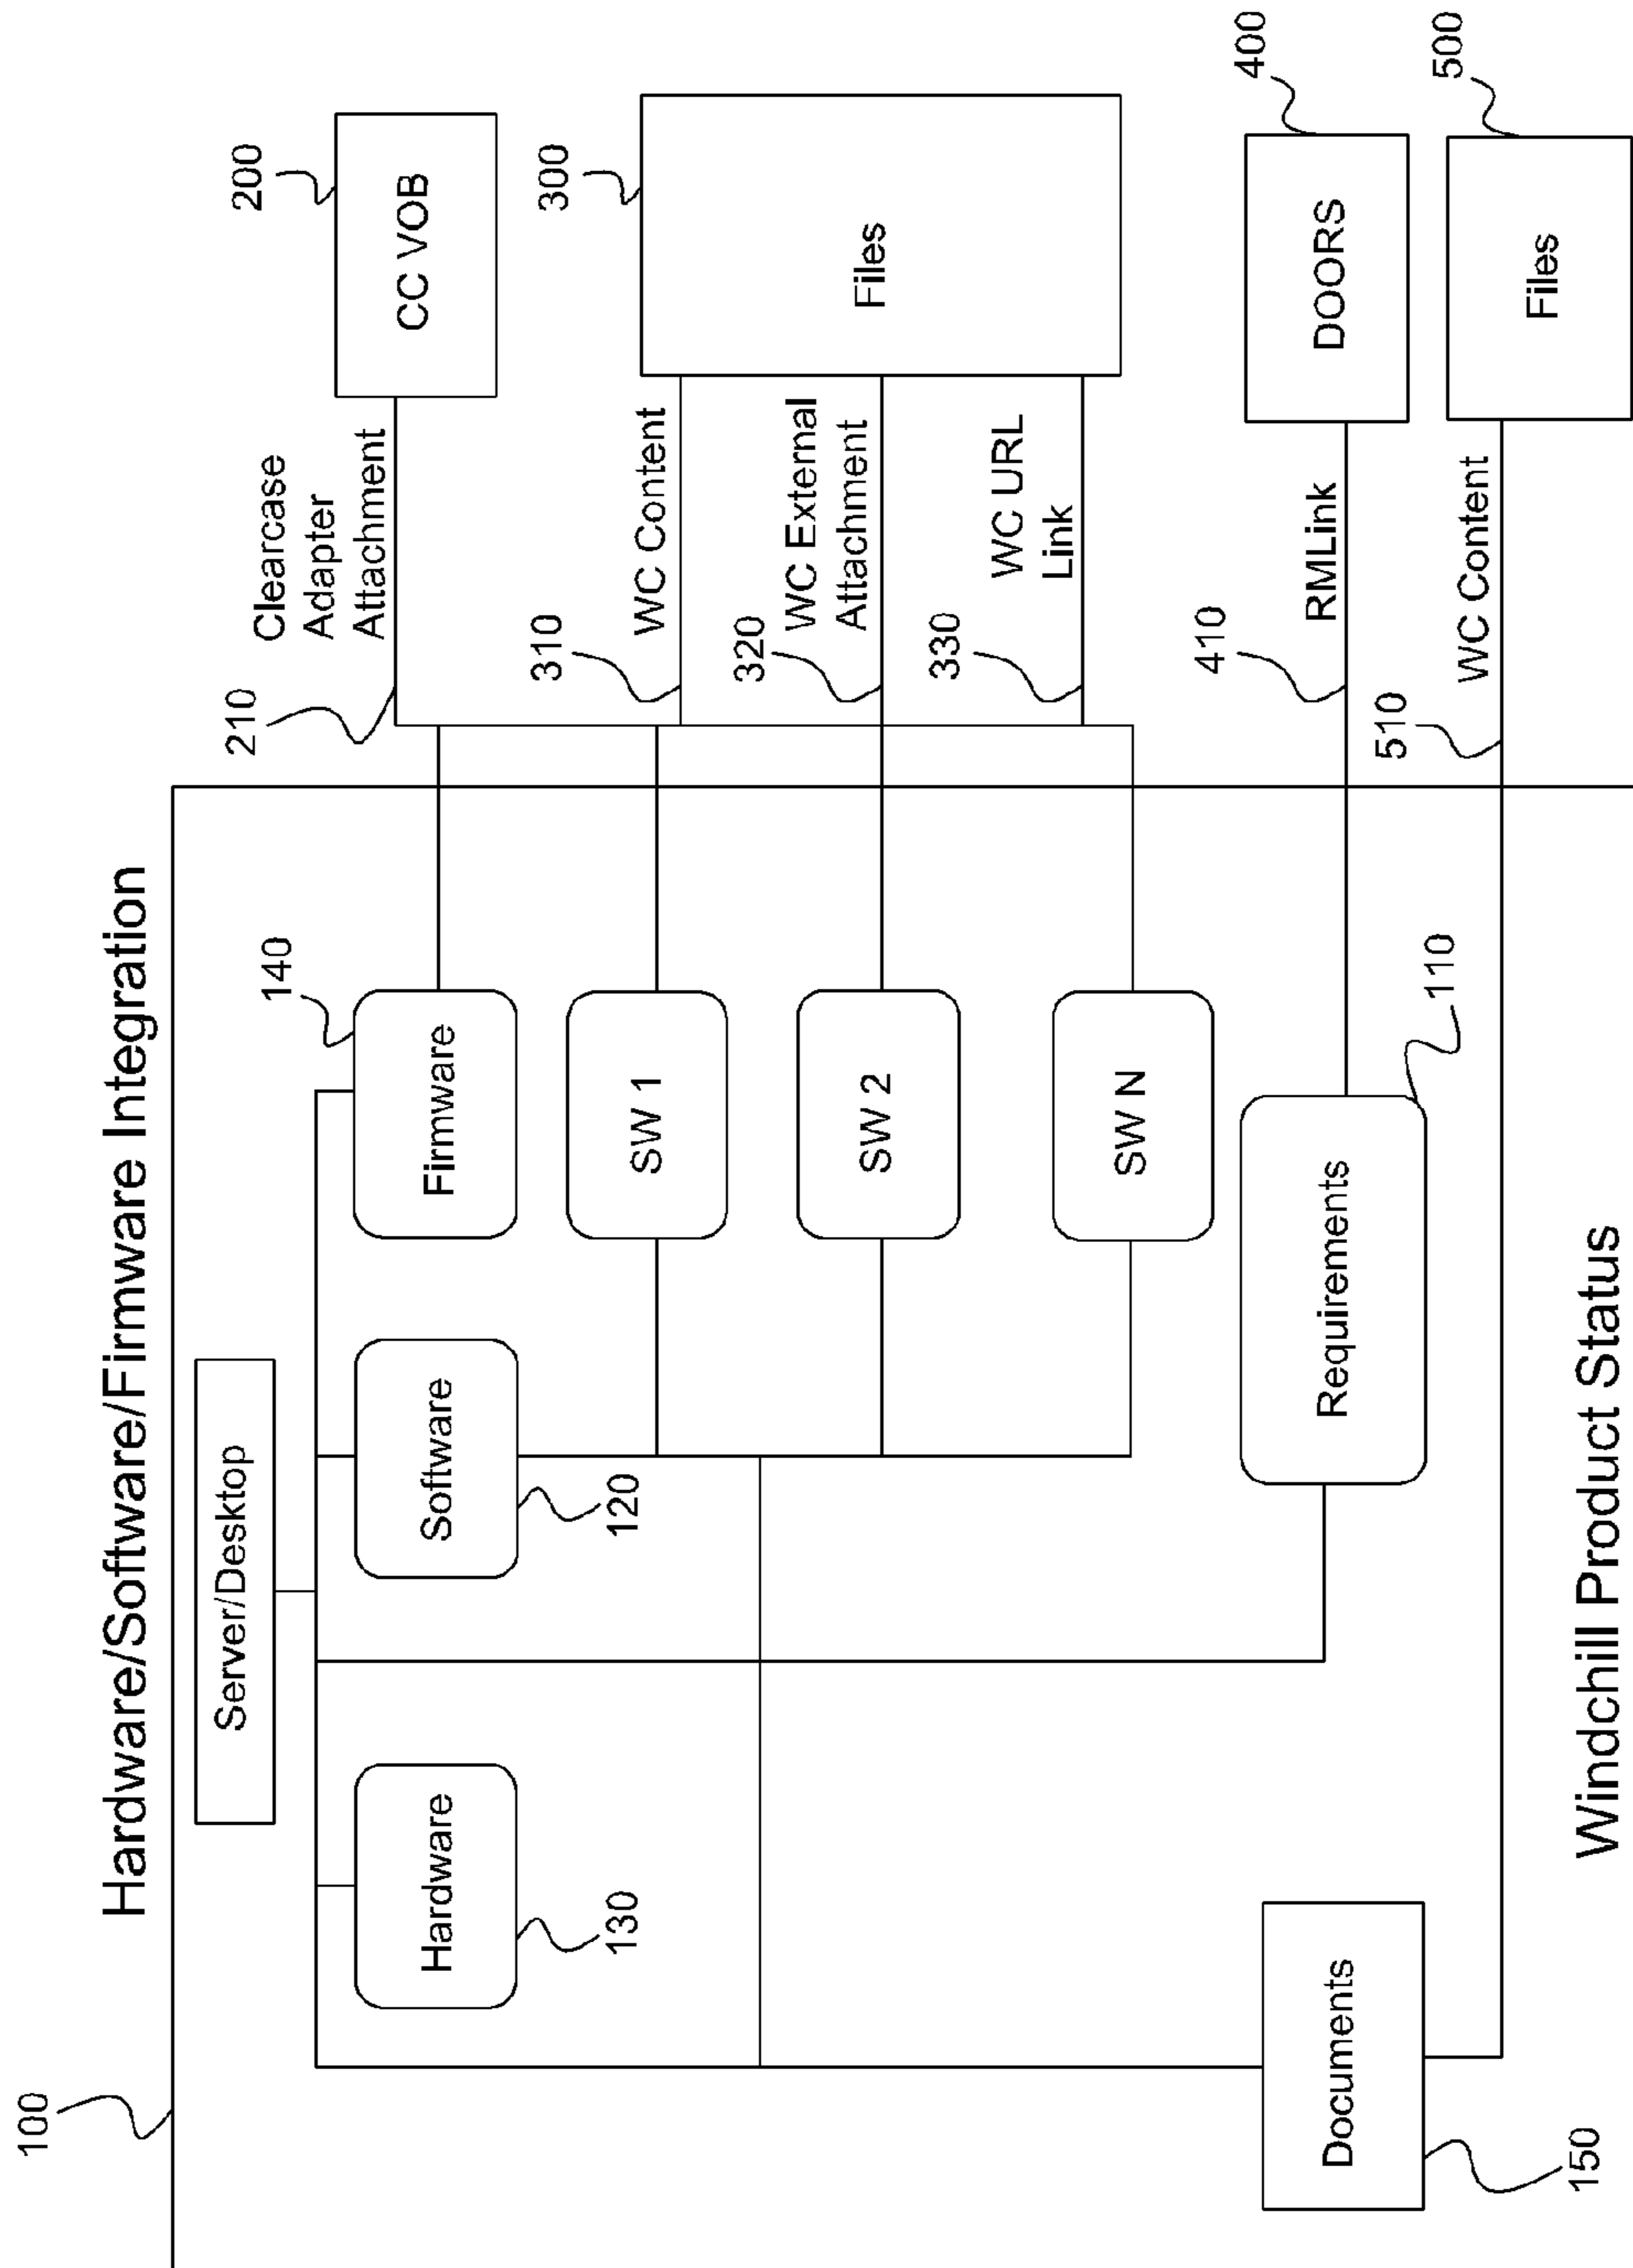 Hardware/Software/Firmware Integration
100
Server/Desktop
200
CC VOB
Clearcase
Adapter
Attachment
210
140
Hardware
Software
Firmware
130
120
300
Files
WC Content
310
SW 1
WC External
Attachment
320
SW 2
WC URL
Link
330
SW N
400
DOORS
RMLink
410
Requirements
110
500
Files
WC Content
510
Documents
150
Windchill Product Status